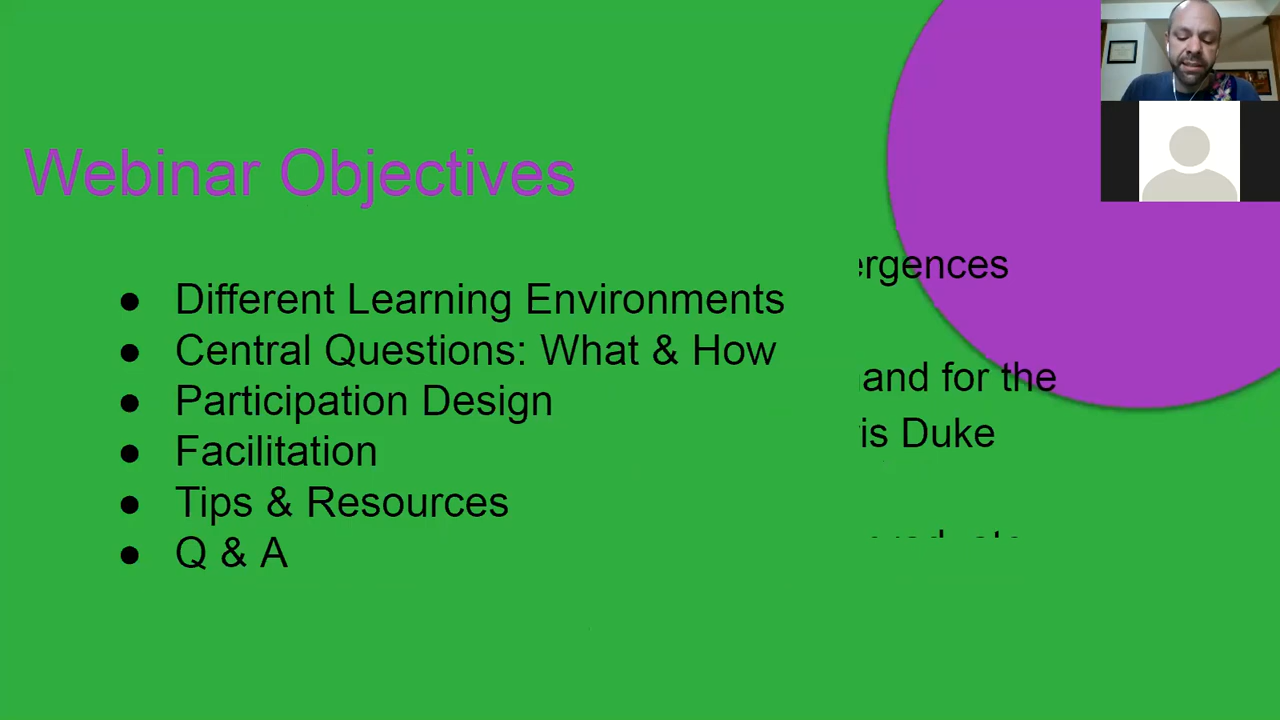 Webinar Objectives
ergences
● Different Learning Environments
● Central Questions: What & How
and for the
● Participation Design
is Duke
● Facilitation
● Tips & Resources
● Q & A